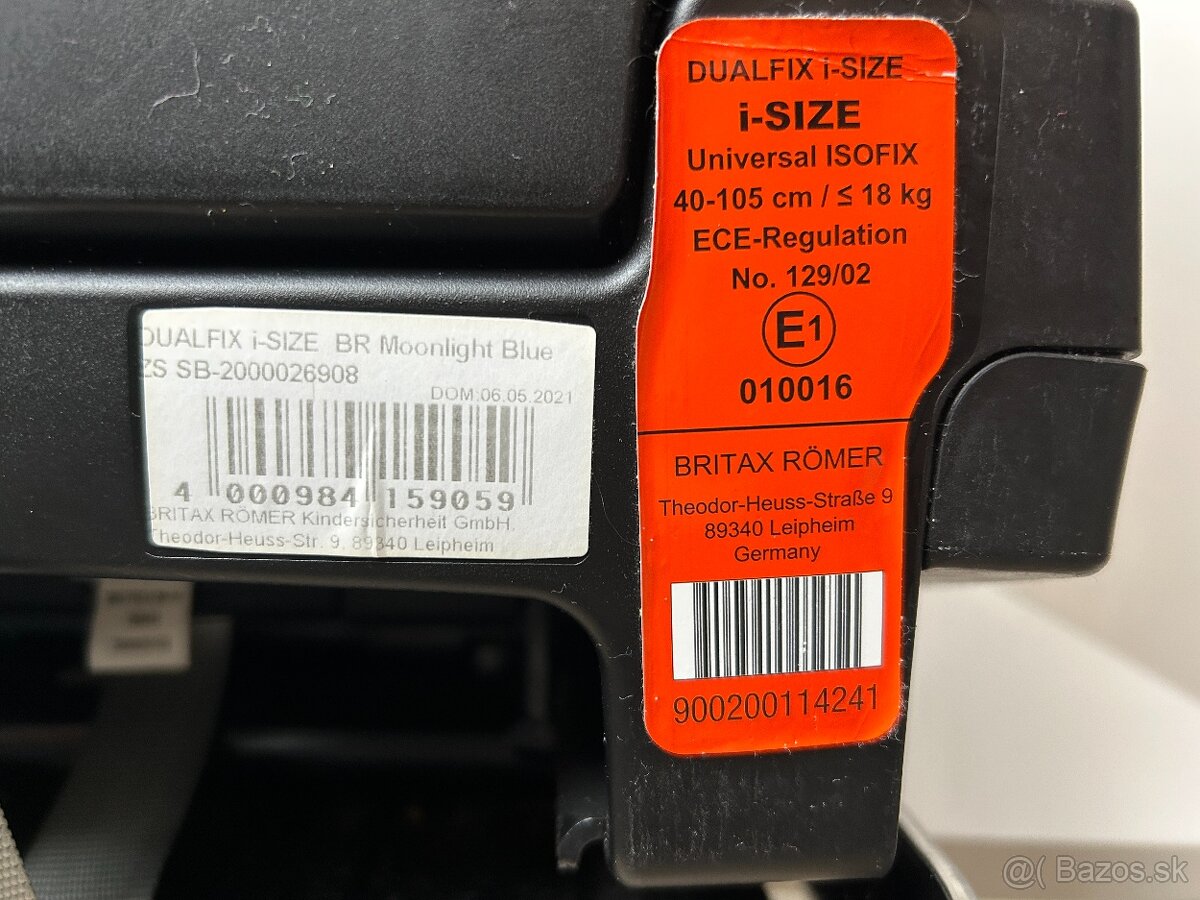 DUALFIX i-SIZE
i-SIZE
Universal ISOFIX
40-105 cm / ≤ 18 kg
ECE-Regulation
No. 129/02
E1
010016
BRITAX RÖMER
Theodor-Heuss-Straße 9
89340 Leipheim
Germany
900200114241
DUALFIX i-SIZE BR Moonlight Blue
ZS SB-2000026908
DOM:06.05.2021
4 000984 159059
BRITAX RÖMER Kindersicherheit GmbH,
Theodor-Heuss-Str. 9, 89340 Leipheim
@( Bazos.sk